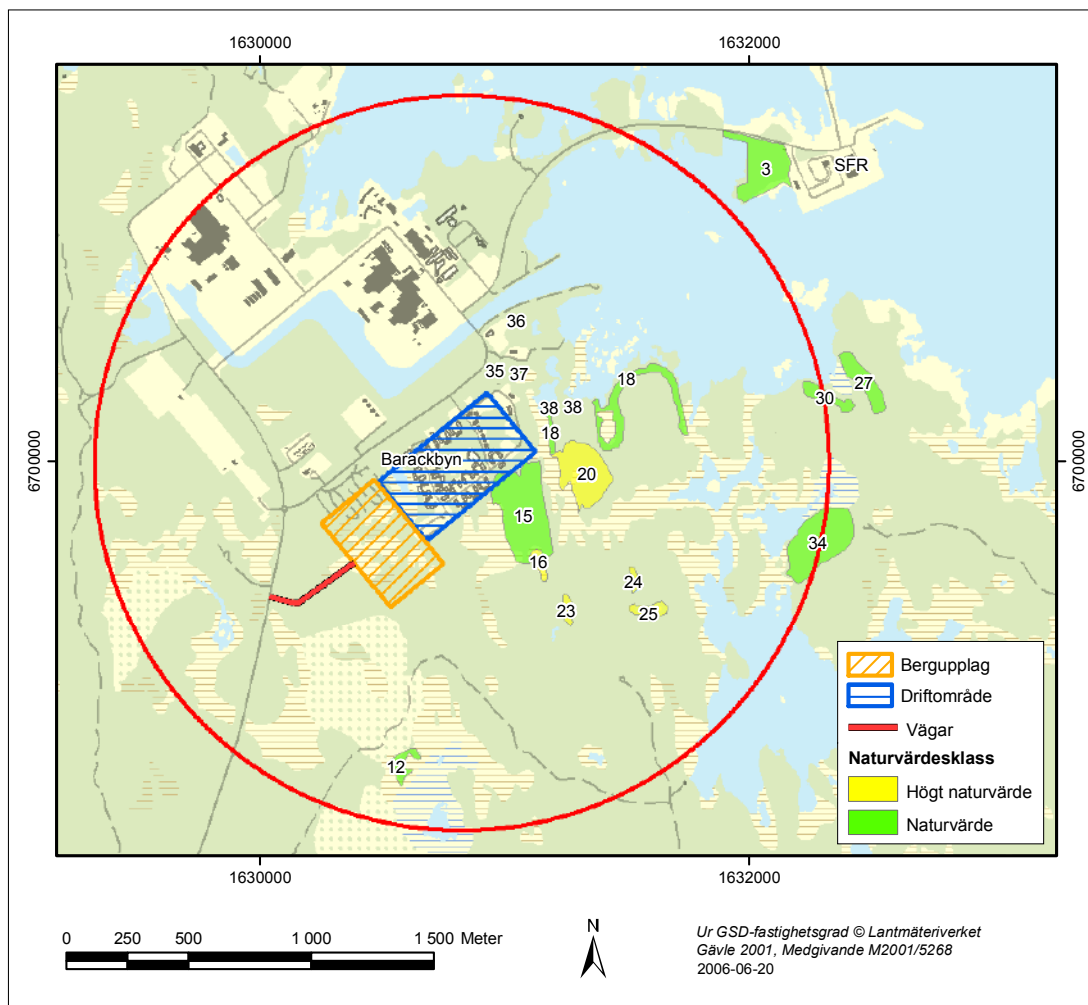 1630000
1632000
3
SFR
36
35
37
18
30
27
38
38
18
6700000
6700000
Barackbyn
20
15
34
16
24
23
25
12
Bergupplag
Driftområde
Vägar
Naturvärdesklass
Högt naturvärde
Naturvärde
1630000
1632000
0 250 500 1 000 1 500 Meter
N
Ur GSD-fastighetsgrad © Lantmäteriverket
Gävle 2001, Medgivande M2001/5268
2006-06-20